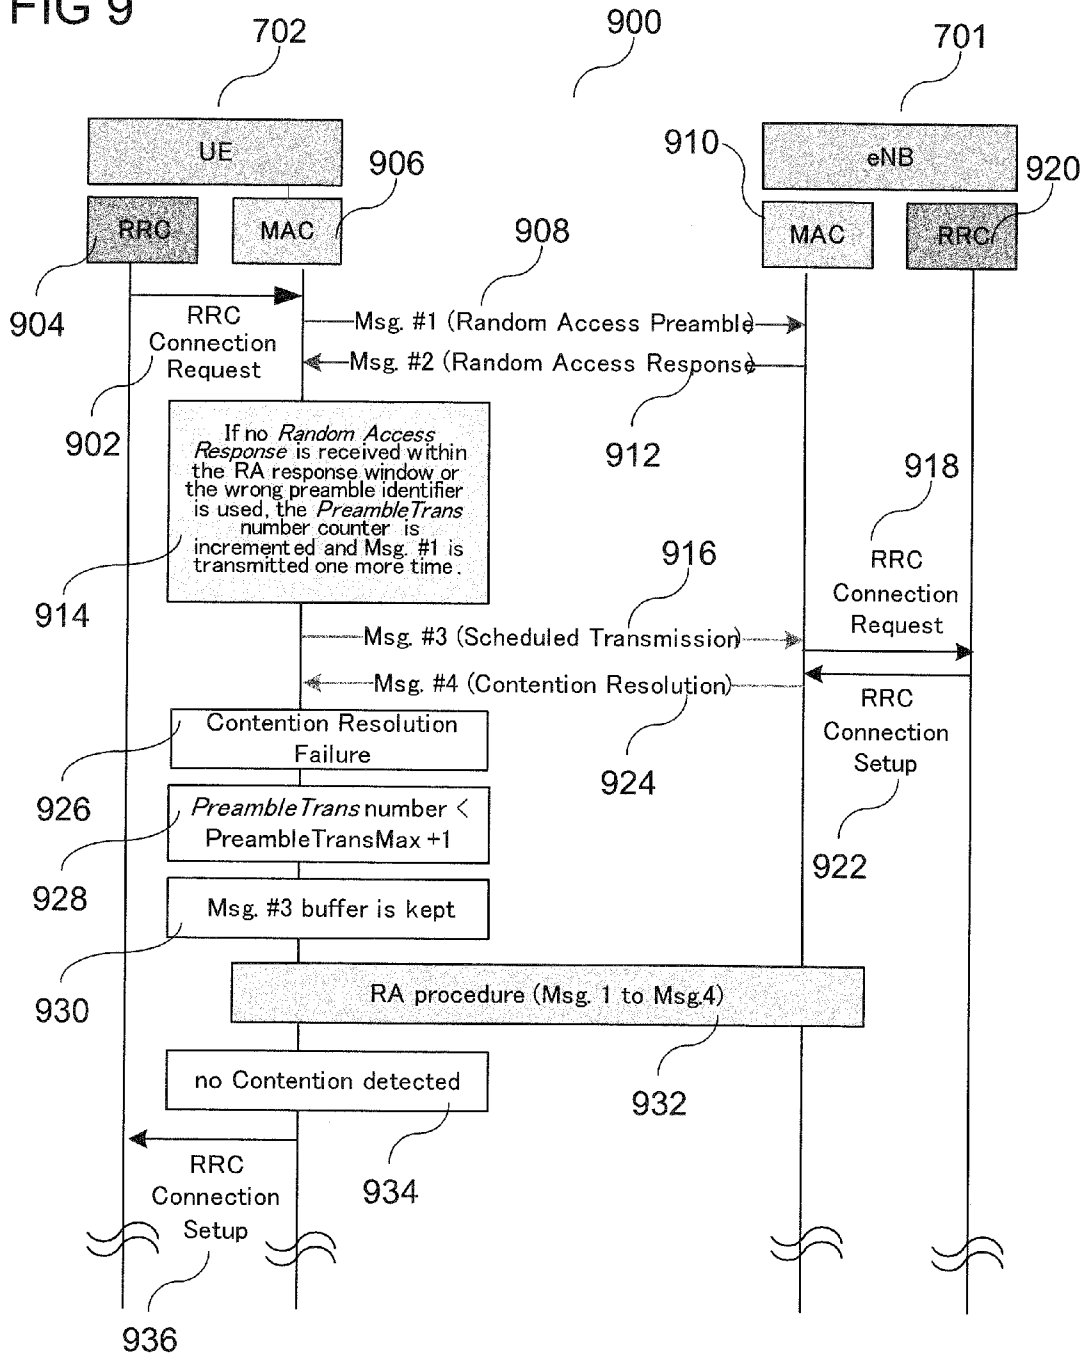 FIG 9
702
900
701
UE
906
910
eNB
920
RRC
MAC
908
MAC
RRC
904
RRC
Connection
Request
Msg. #1 (Random Access Preamble)
Msg. #2 (Random Access Response)
902
912
If no Random Access
Response is received within
the RA response window or
the wrong preamble identifier
is used, the PreambleTrans
number counter is
incremented and Msg. #1 is
transmitted one more time.
914
918
916
RRC
Connection
Request
Msg. #3 (Scheduled Transmission)
Msg. #4 (Contention Resolution)
RRC
Connection
Setup
924
922
Contention Resolution
Failure
926
PreambleTrans number <
PreambleTransMax +1
928
Msg. #3 buffer is kept
930
RA procedure (Msg. 1 to Msg.4)
932
no Contention detected
934
RRC
Connection
Setup
936